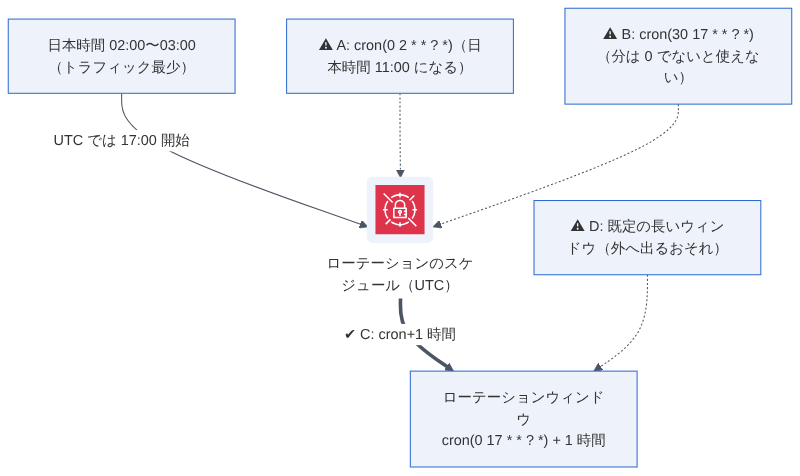 日本時間 02:00〜03:00
（トラフィック最少）
⚠ A: cron(0 2 * * ? *)（日
本時間 11:00 になる）
⚠ B: cron(30 17 * * ? *)
（分は 0 でないと使えな
い）
UTC では 17:00 開始
⚠ D: 既定の長いウィン
ドウ（外へ出るおそれ）
ローテーションのスケ
ジュール（UTC）
✔ C: cron+1 時間
ローテーションウィンド
ウ
cron(0 17 * * ? *) + 1 時間